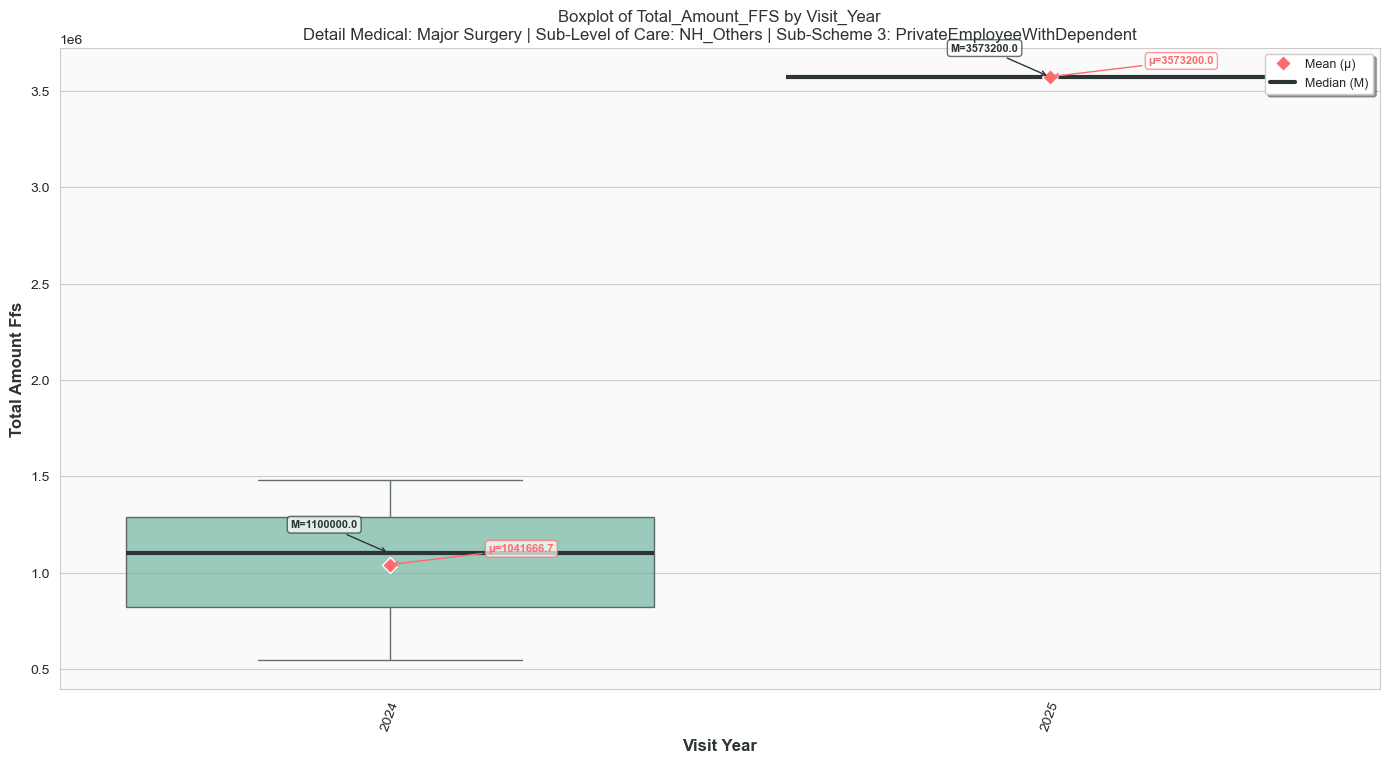 Boxplot of Total_Amount_FFS by Visit_Year
Detail Medical: Major Surgery | Sub-Level of Care: NH_Others | Sub-Scheme 3: PrivateEmployeeWithDependent
1e6
M=3573200.0
μ=3573200.0
Mean (μ)
Median (M)
3.5
3.0
2.5
2.0
1.5
1.0
0.5
Total Amount Ffs
M=1100000.0
μ=1041666.7
2024
2025
Visit Year